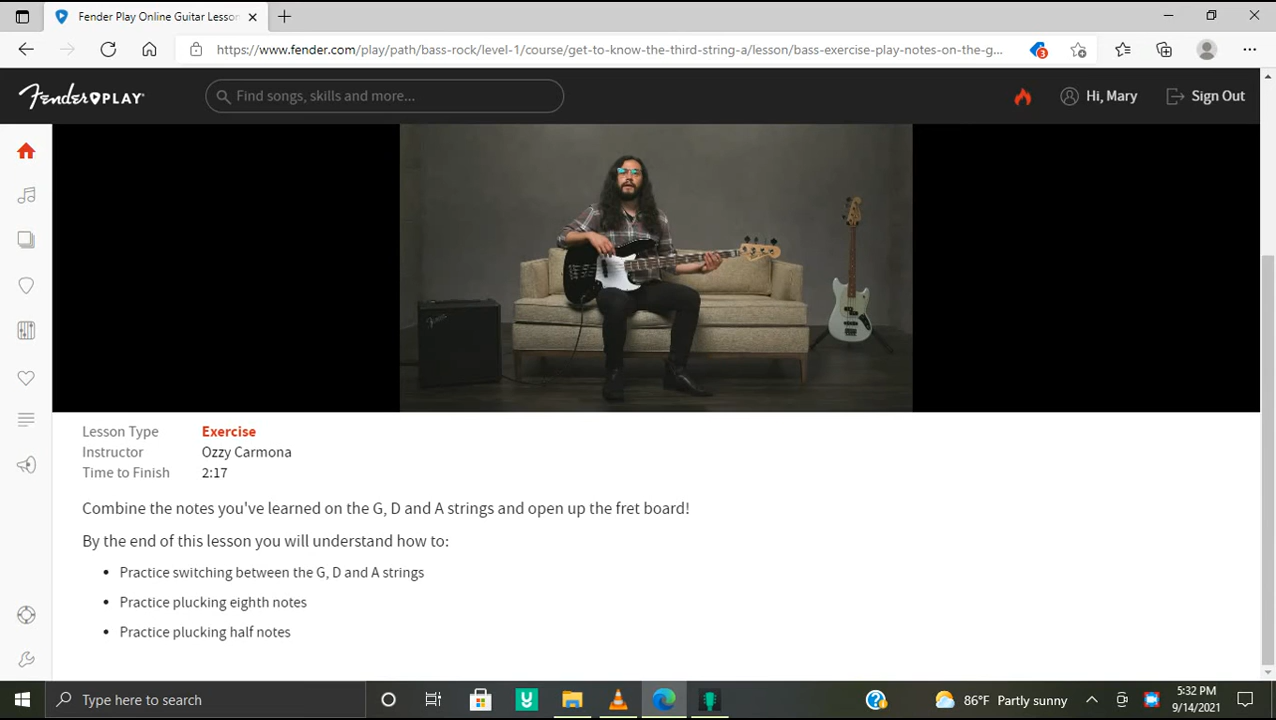 Fender Play Online Guitar Lesson
https://www.fender.com/play/path/bass-rock/level-1/course/get-to-know-the-third-string-a/lesson/bass-exercise-play-notes-on-the-g...
3
Fender PLAY
Find songs, skills and more...
Hi, Mary
Sign Out
Lesson Type Exercise
Instructor Ozzy Carmona
Time to Finish 2:17
Combine the notes you've learned on the G, D and A strings and open up the fret board!
By the end of this lesson you will understand how to:
• Practice switching between the G, D and A strings
• Practice plucking eighth notes
• Practice plucking half notes
Type here to search
86°F Partly sunny
5:32 PM
9/14/2021